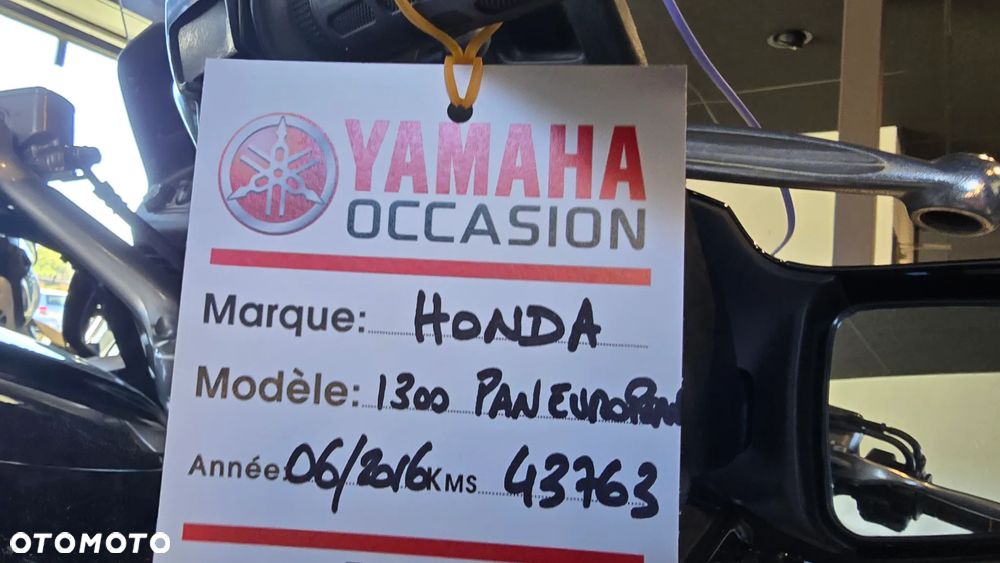 YAMAHA
OCCASION
Marque: HONDA
Modèle: 1300 PAN EUROPEAN
Année 06/2016 KMS 43763
OTOMOTO